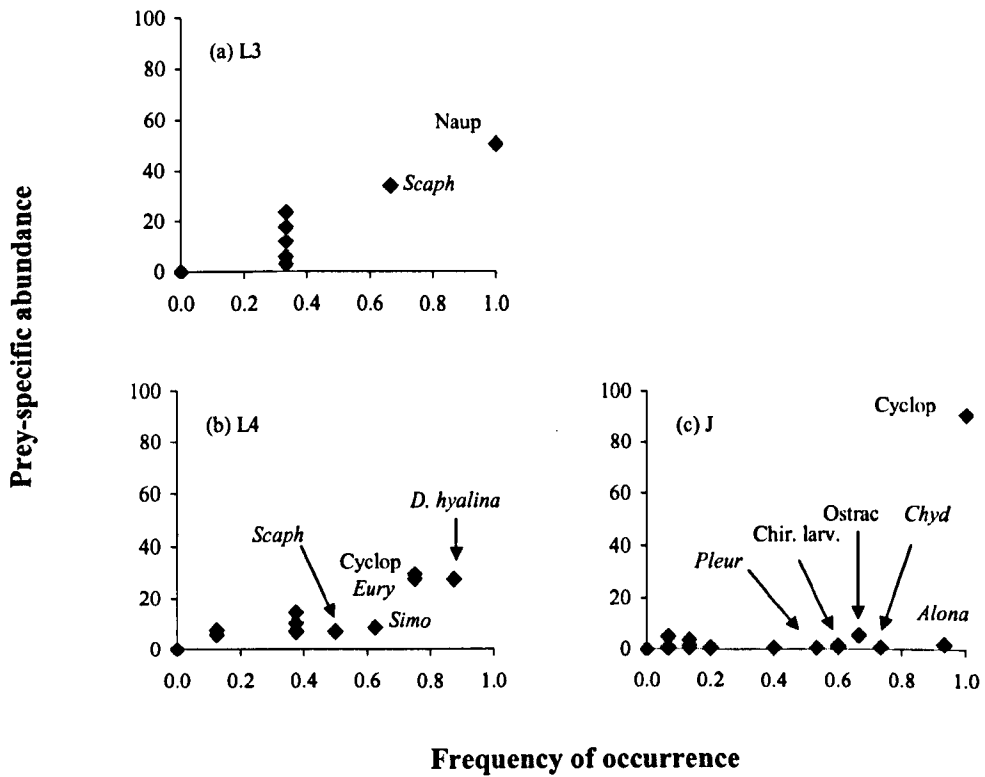 Prey-specific abundance
100
(a) L3
80
60
Naup
40
Scaph
20
0
0.0 0.2 0.4 0.6 0.8 1.0
100
(b) L4
80
60
D. hyalina
Scaph
40
Cyclop
Eury
20
Simo
0
0.0 0.2 0.4 0.6 0.8 1.0
100
Cyclop
(c) J
80
60
Ostrac
Chyd
Chir. larv.
40
Pleur
20
Alona
0
0.0 0.2 0.4 0.6 0.8 1.0
Frequency of occurrence